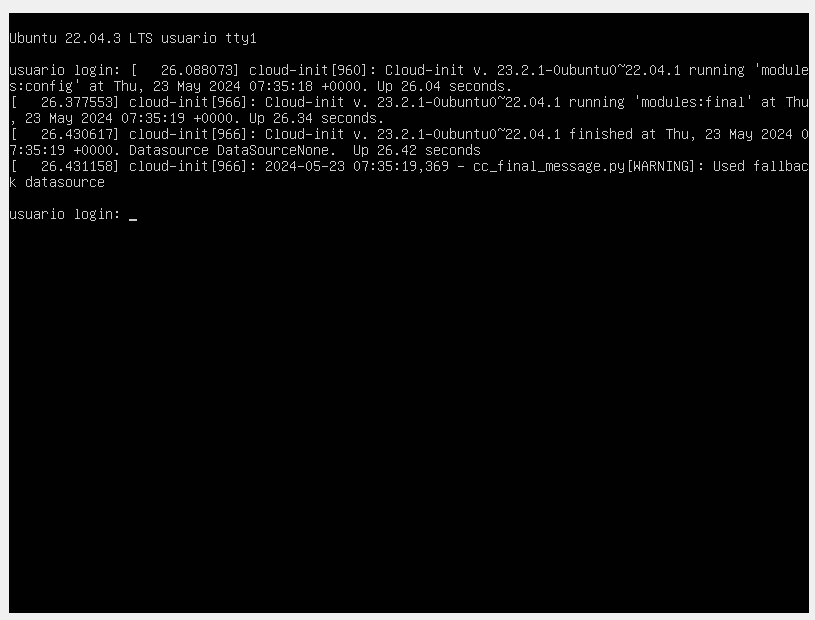 Ubuntu 22.04.3 LTS usuario tty1
usuario login: [   26.088073] cloud-init[960]: Cloud-init v. 23.2.1-0ubuntu0~22.04.1 running 'module
s:config' at Thu, 23 May 2024 07:35:18 +0000. Up 26.04 seconds.
[   26.377553] cloud-init[966]: Cloud-init v. 23.2.1-0ubuntu0~22.04.1 running 'modules:final' at Thu
, 23 May 2024 07:35:19 +0000. Up 26.34 seconds.
[   26.430617] cloud-init[966]: Cloud-init v. 23.2.1-0ubuntu0~22.04.1 finished at Thu, 23 May 2024 0
7:35:19 +0000. Datasource DataSourceNone.  Up 26.42 seconds
[   26.431158] cloud-init[966]: 2024-05-23 07:35:19,369 - cc_final_message.py[WARNING]: Used fallbac
k datasource
usuario login: _